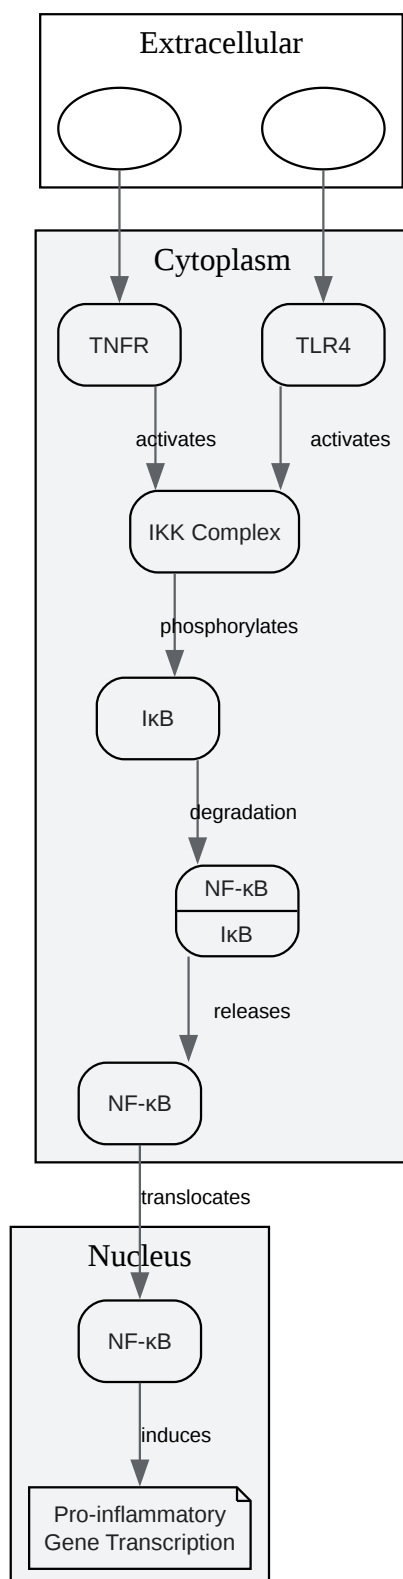 Extracellular
Cytoplasm
TNFR
TLR4
activates
activates
IKK Complex
phosphorylates
IκB
degradation
NF-κB
IκB
releases
NF-κB
translocates
Nucleus
NF-κB
induces
Pro-inflammatory
Gene Transcription